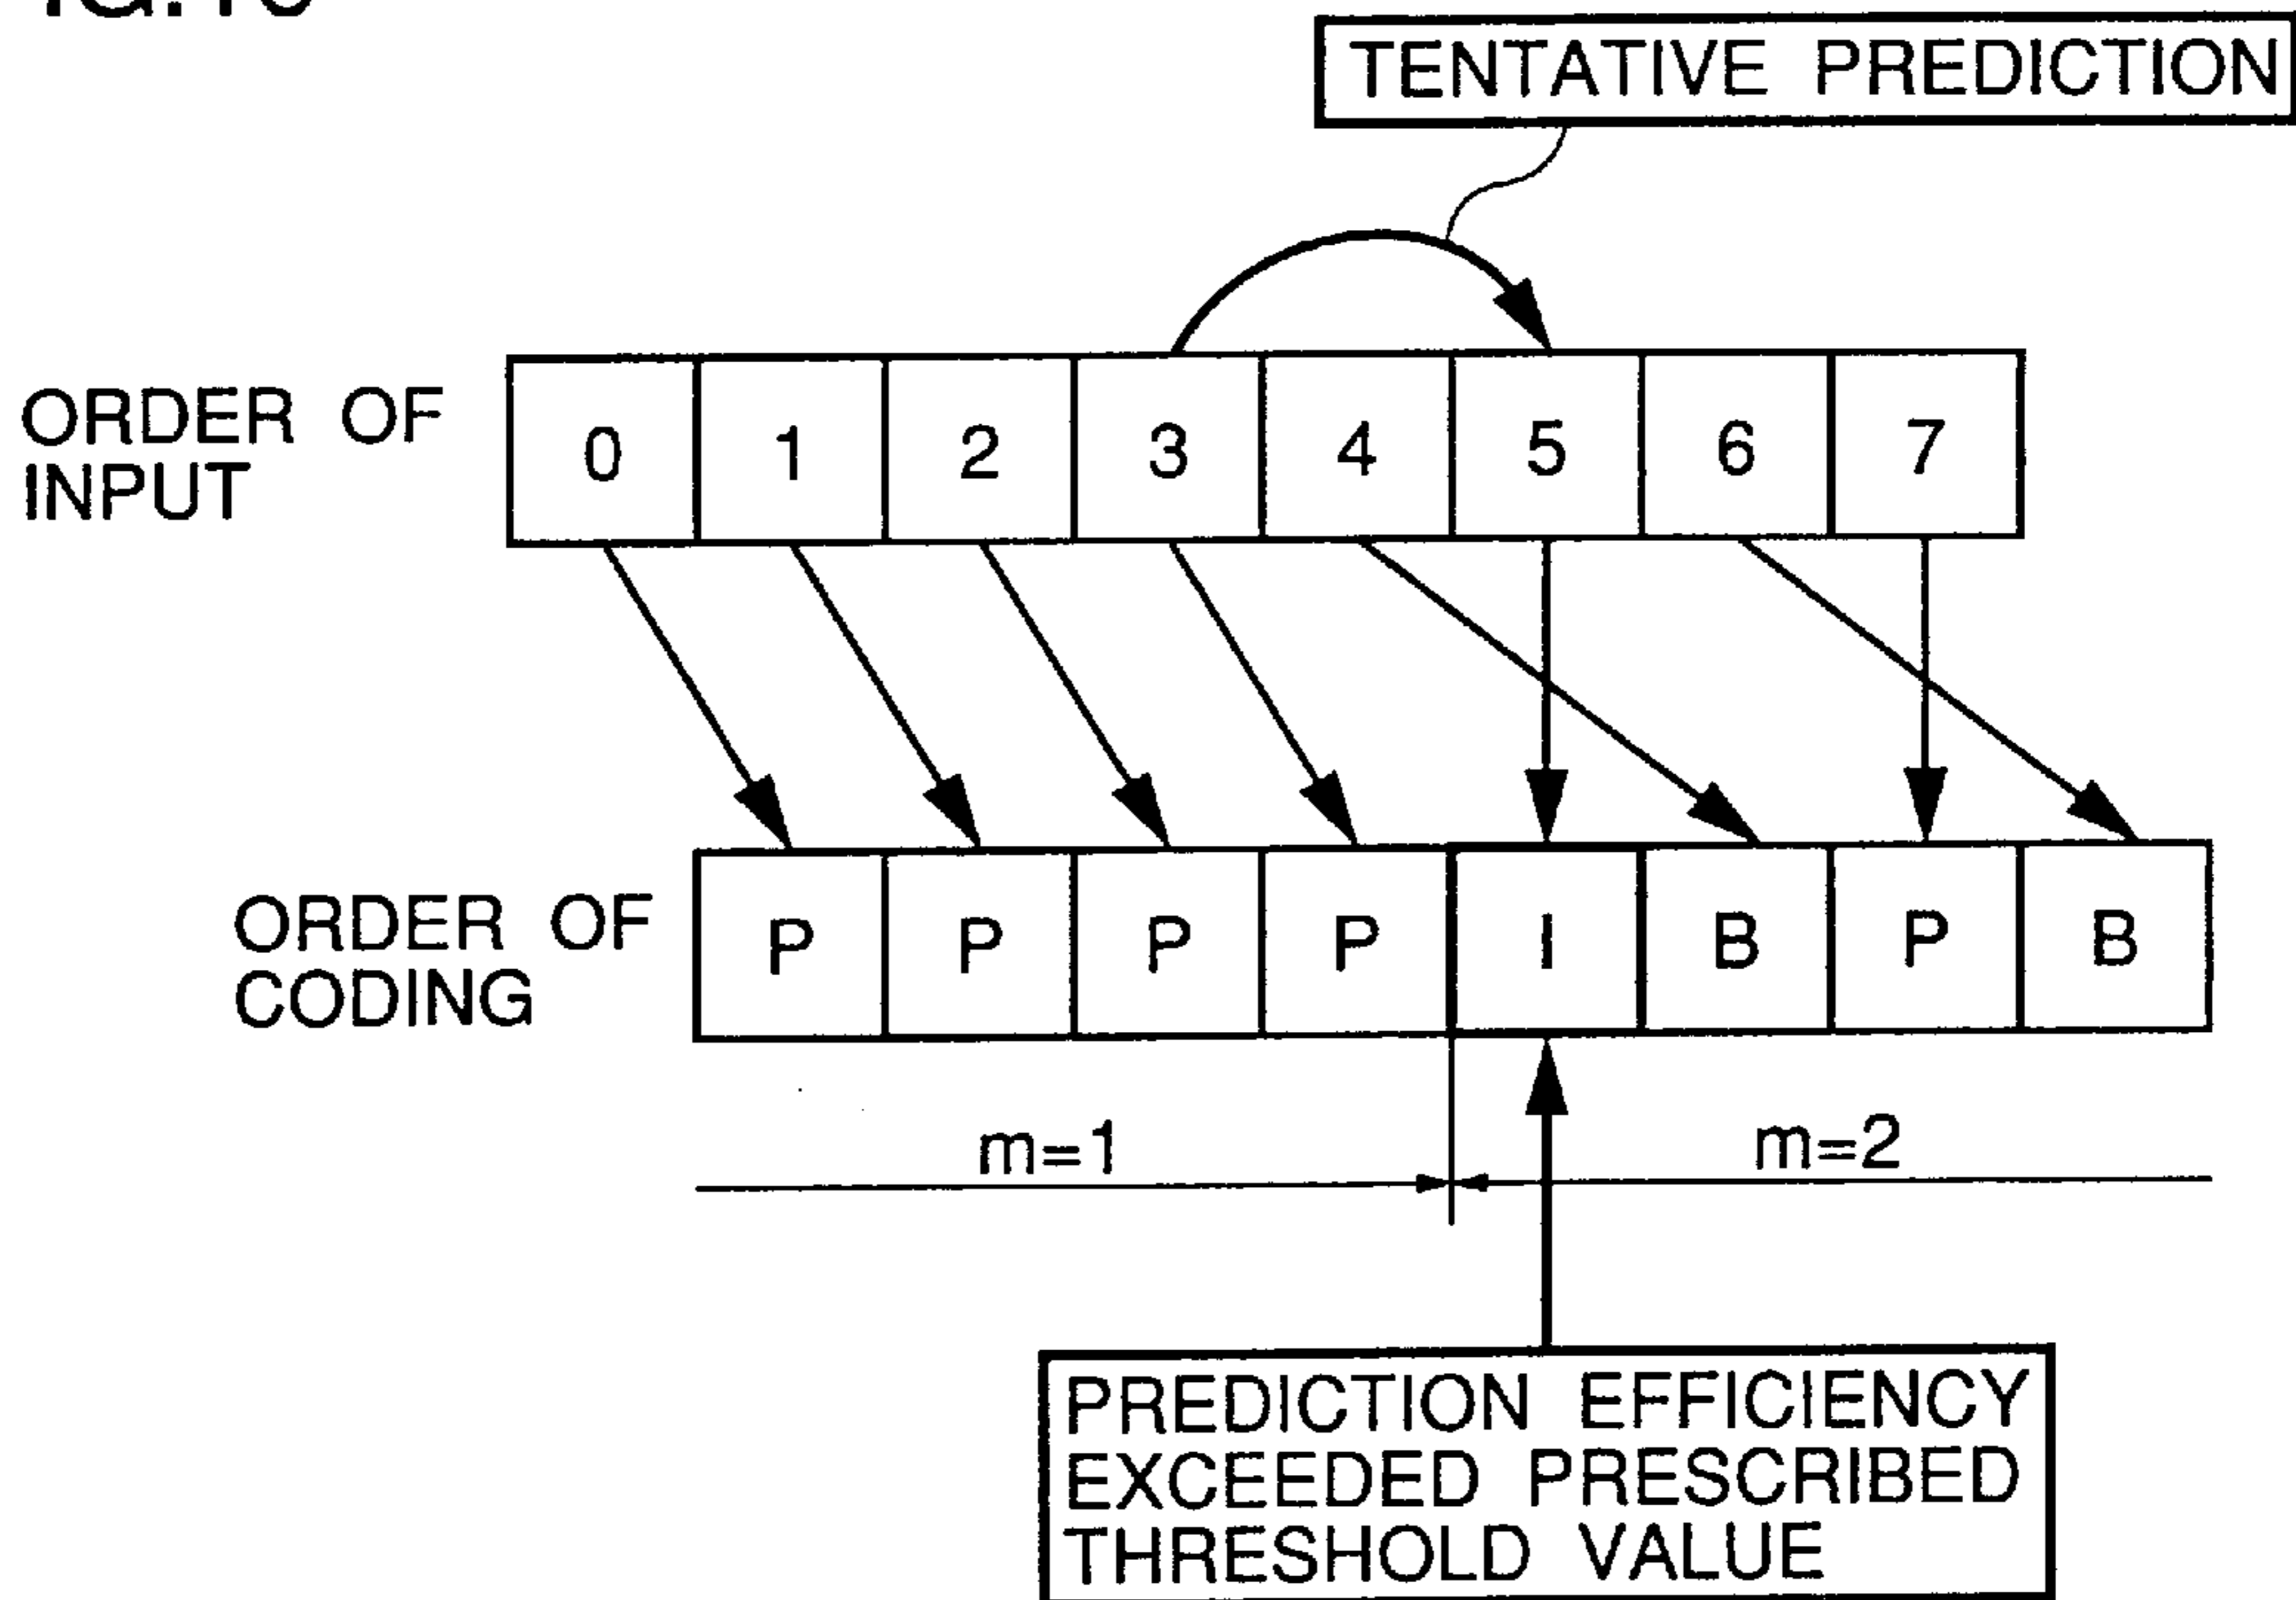 TENTATIVE PREDICTION
ORDER OF
INPUT
0 1 2 3 4 5 6 7
ORDER OF
CODING
P P P P I B P B
m=1 m=2
PREDICTION EFFICIENCY
EXCEEDED PRESCRIBED
THRESHOLD VALUE